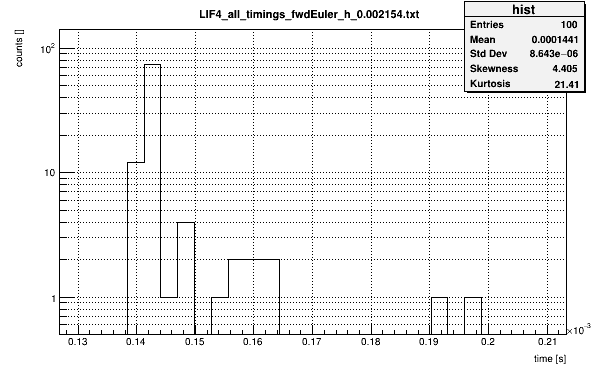 LIF4_all_timings_fwdEuler_h_0.002154.txt
hist
Entries 100
Mean 0.0001441
Std Dev 8.643e−06
Skewness 4.405
Kurtosis 21.41
counts []
10²
10
1
0.13 0.14 0.15 0.16 0.17 0.18 0.19 0.2 0.21
×10⁻³
time [s]